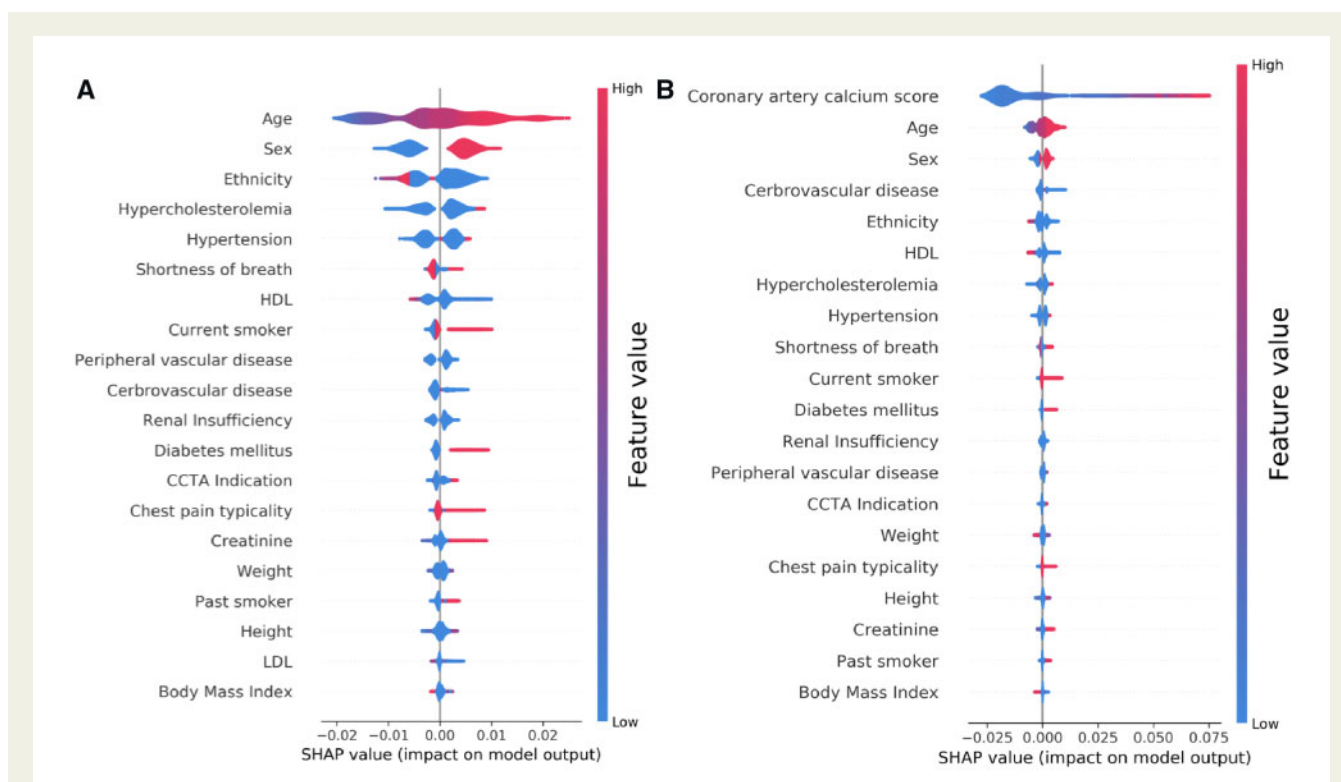 A
High
Age
Sex
Ethnicity
Hypercholesterolemia
Hypertension
Shortness of breath
HDL
Current smoker
Peripheral vascular disease
Cerbrovascular disease
Renal Insufficiency
Diabetes mellitus
CCTA Indication
Chest pain typicality
Creatinine
Weight
Past smoker
Height
LDL
Body Mass Index
Low
Feature value
−0.02 −0.01 0.00 0.01 0.02
SHAP value (impact on model output)
B
High
Coronary artery calcium score
Age
Sex
Cerbrovascular disease
Ethnicity
HDL
Hypercholesterolemia
Hypertension
Shortness of breath
Current smoker
Diabetes mellitus
Renal Insufficiency
Peripheral vascular disease
CCTA Indication
Weight
Chest pain typicality
Height
Creatinine
Past smoker
Body Mass Index
Low
Feature value
−0.025 0.000 0.025 0.050 0.075
SHAP value (impact on model output)